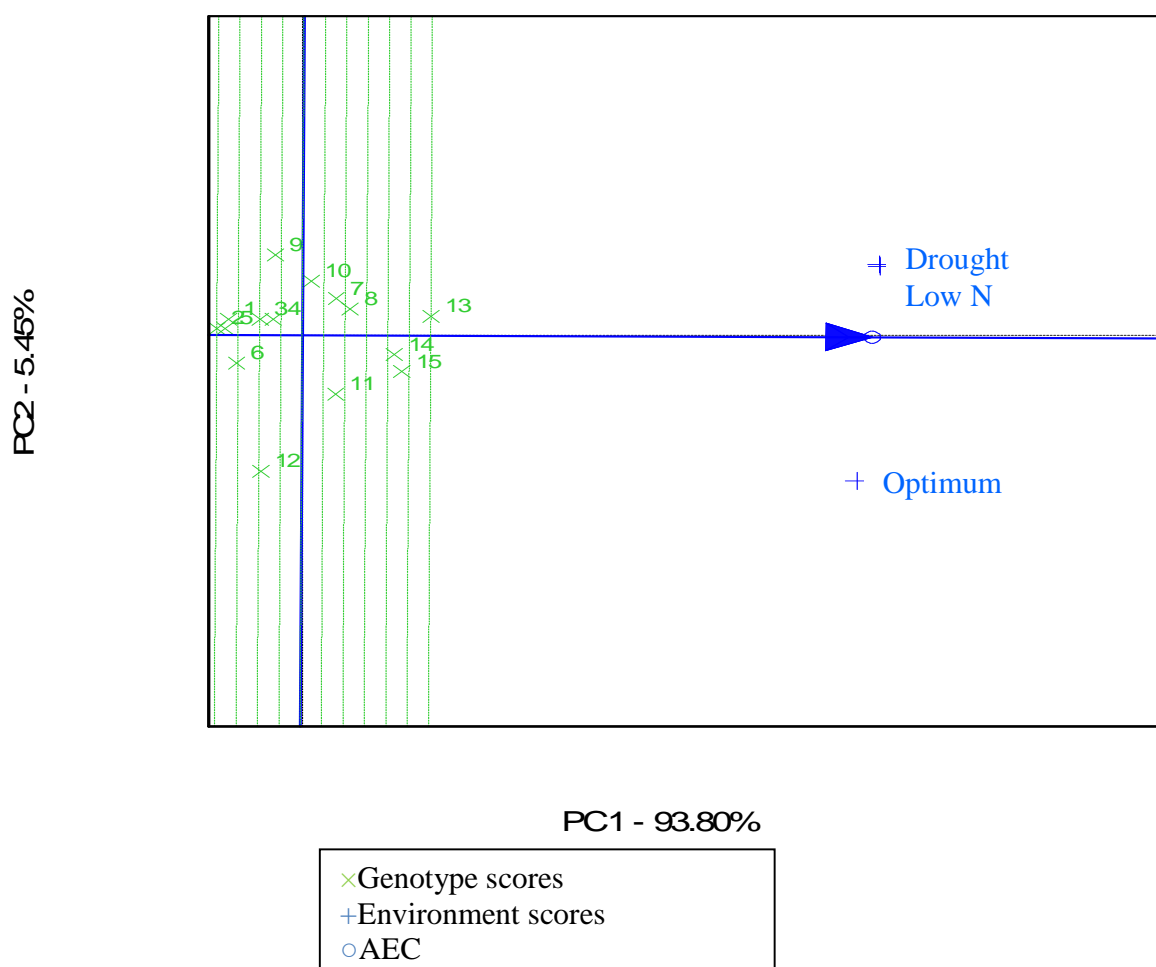 9
10
7
8
13
1
2
5
3
4
14
15
6
11
12
Drought
Low N
Optimum
PC2 - 5.45%
PC1 - 93.80%
Genotype scores
Environment scores
AEC